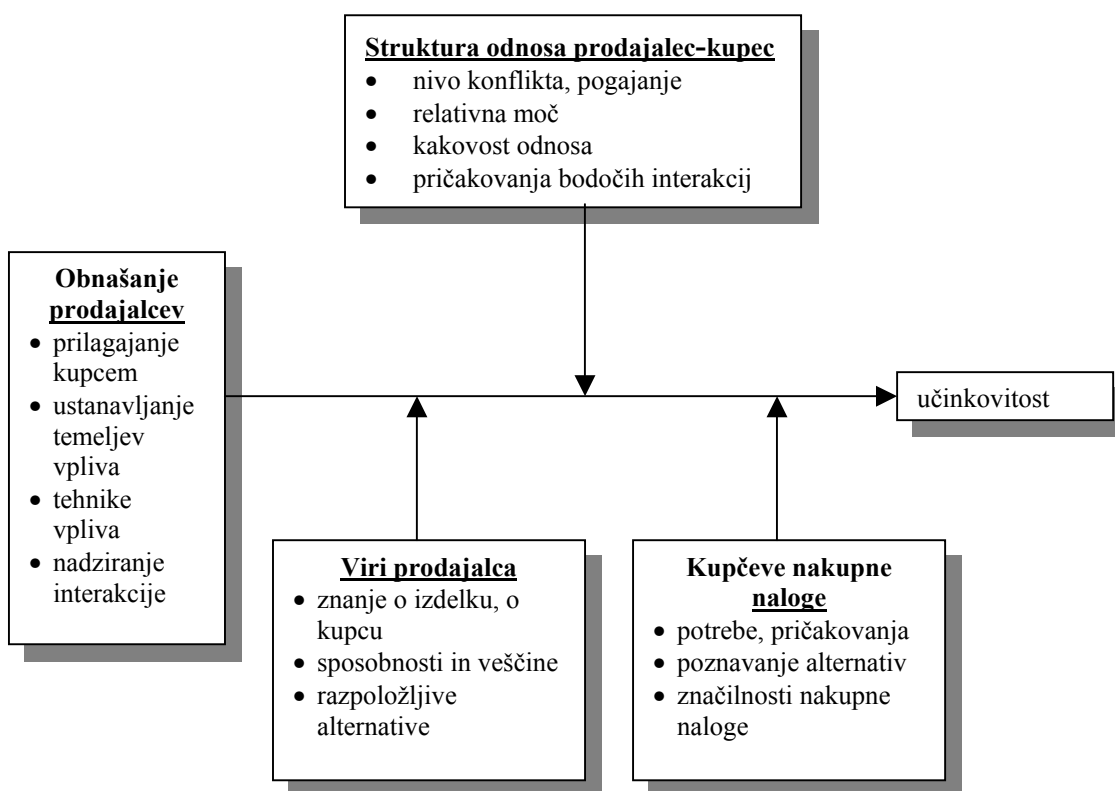 Struktura odnosa prodajalec-kupec
• nivo konflikta, pogajanje
• relativna moč
• kakovost odnosa
• pričakovanja bodočih interakcij
Obnašanje
prodajalcev
• prilagajanje
kupcem
• ustanavljanje
temeljev
vpliva
• tehnike
vpliva
• nadziranje
interakcije
učinkovitost
Viri prodajalca
• znanje o izdelku, o
kupcu
• sposobnosti in veščine
• razpoložljive
alternative
Kupčeve nakupne
naloge
• potrebe, pričakovanja
• poznavanje alternativ
• značilnosti nakupne
naloge